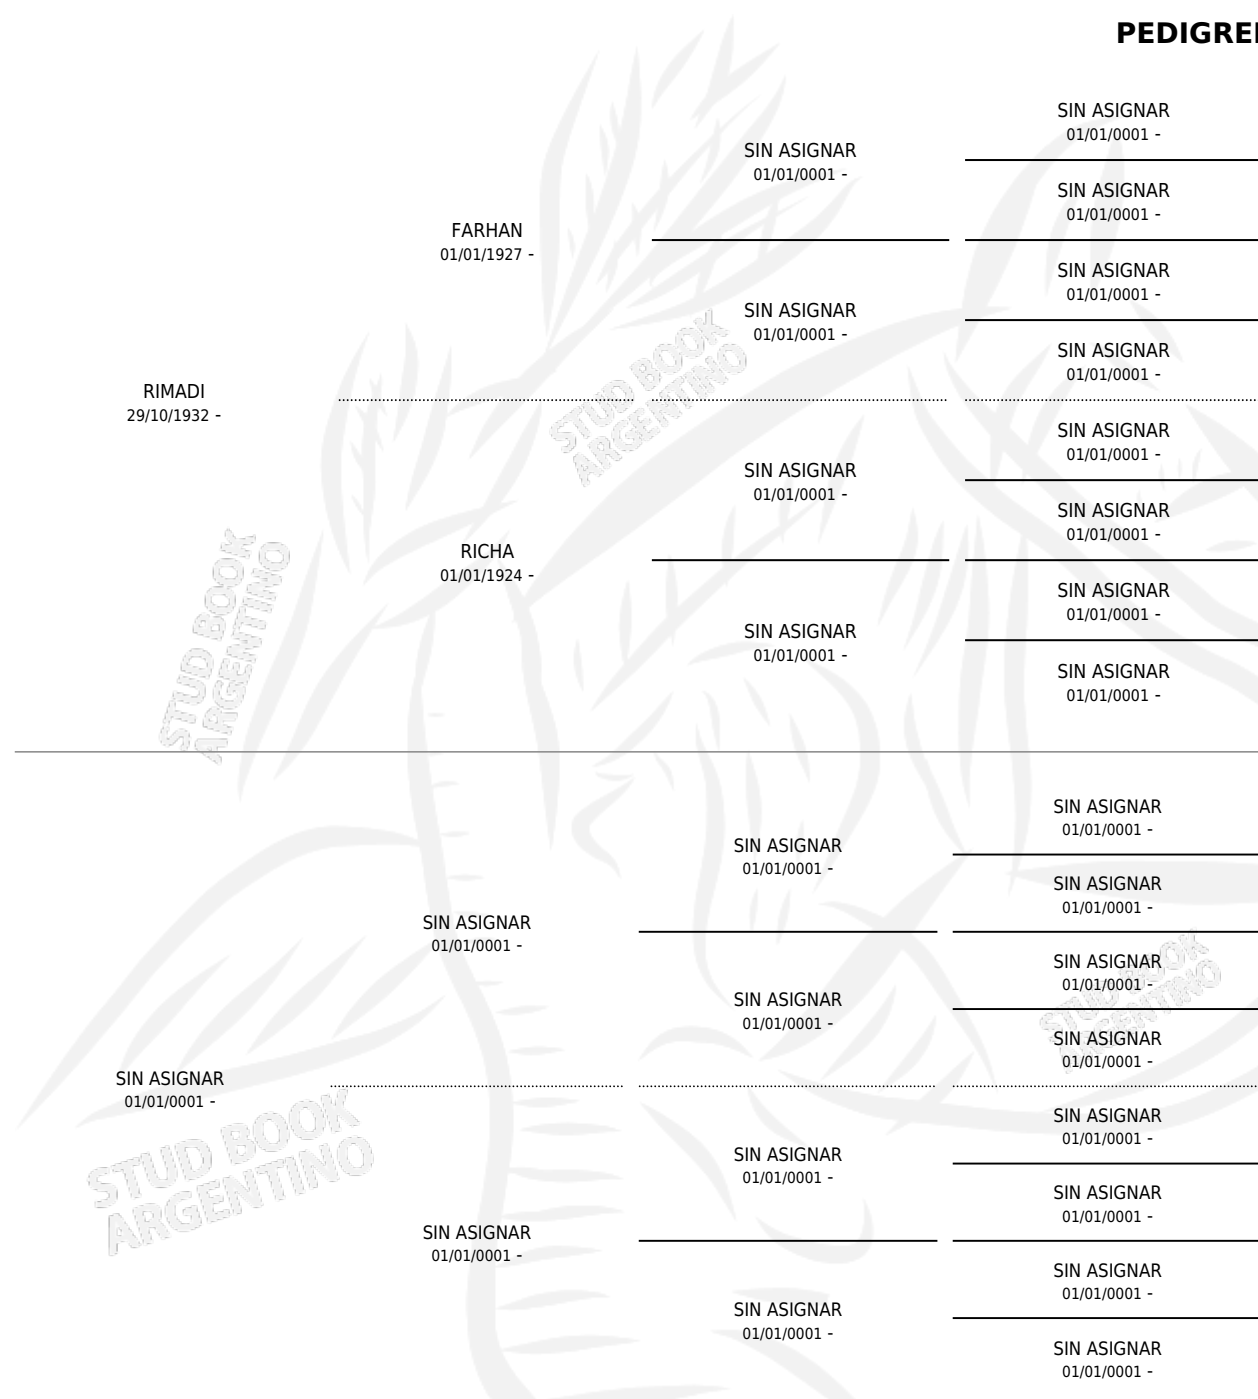 PEDIGREE
SIN ASIGNAR
01/01/0001 -
SIN ASIGNAR
01/01/0001 -
SIN ASIGNAR
01/01/0001 -
FARHAN
01/01/1927 -
SIN ASIGNAR
01/01/0001 -
SIN ASIGNAR
01/01/0001 -
SIN ASIGNAR
01/01/0001 -
RIMADI
29/10/1932 -
STUD BOOK
ARGENTINO
SIN ASIGNAR
01/01/0001 -
SIN ASIGNAR
01/01/0001 -
SIN ASIGNAR
01/01/0001 -
RICHA
01/01/1924 -
STUD BOOK
ARGENTINO
SIN ASIGNAR
01/01/0001 -
SIN ASIGNAR
01/01/0001 -
SIN ASIGNAR
01/01/0001 -
SIN ASIGNAR
01/01/0001 -
SIN ASIGNAR
01/01/0001 -
SIN ASIGNAR
01/01/0001 -
SIN ASIGNAR
01/01/0001 -
SIN ASIGNAR
01/01/0001 -
SIN ASIGNAR
01/01/0001 -
SIN ASIGNAR
01/01/0001 -
STUD BOOK
ARGENTINO
SIN ASIGNAR
01/01/0001 -
SIN ASIGNAR
01/01/0001 -
STUD BOOK
ARGENTINO
SIN ASIGNAR
01/01/0001 -
SIN ASIGNAR
01/01/0001 -
SIN ASIGNAR
01/01/0001 -
SIN ASIGNAR
01/01/0001 -
SIN ASIGNAR
01/01/0001 -
SIN ASIGNAR
01/01/0001 -
SIN ASIGNAR
01/01/0001 -